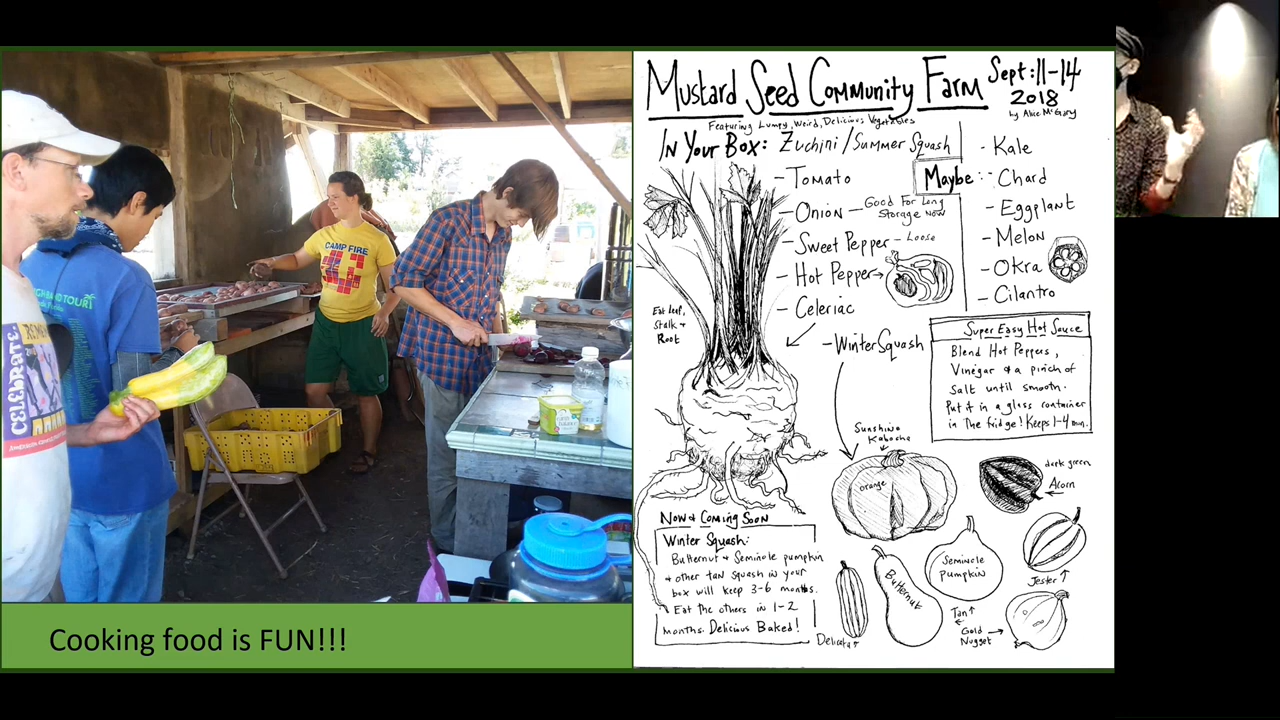 Mustard Seed Community Farm
Sept: 11-14
2018
by Alice McGary
Featuring Lumpy, Weird, Delicious Vegetables
In Your Box: Zuchini/Summer Squash
- Tomato
- Onion - Good For Long
Storage Now
- Sweet Pepper - Loose
- Hot Pepper
- Celeriac
- Winter Squash
Maybe:
- Kale
- Chard
- Eggplant
- Melon
- Okra
- Cilantro
Eat Leaf,
Stalk +
Root
Super Easy Hot Sauce
Blend Hot Peppers,
Vinegar & a pinch of
Salt until smooth.
Put it in a glass container
in the fridge! Keeps 1-4 min.
Sunshine
Kabocha
orange
dark green
Acorn
Seminole
pumpkin
Jester
Butternut
Tan
Gold
Nugget
Delicata
Now & Coming Soon
Winter Squash:
Butternut & Seminole pumpkin
& other tan squash in your
box will keep 3-6 months.
Eat the others in 1-2
months. Delicious Baked!
CAMP FIRE
TOUR
CELEBRATE:
Cooking food is FUN!!!